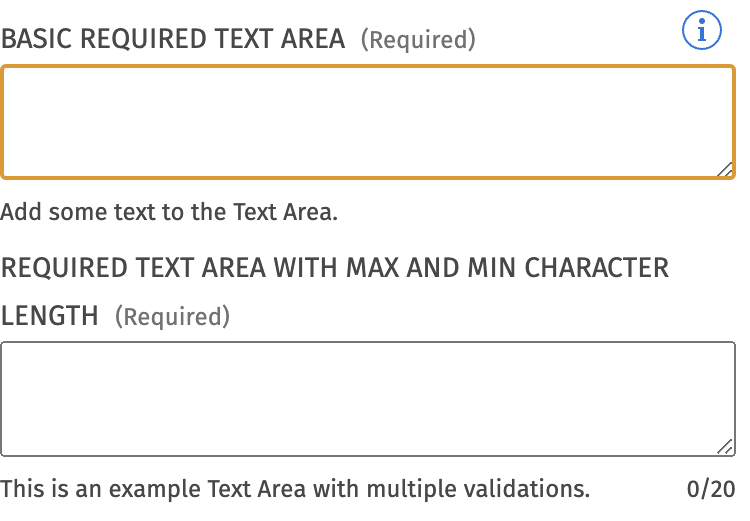 BASIC REQUIRED TEXT AREA (Required)
Add some text to the Text Area.
REQUIRED TEXT AREA WITH MAX AND MIN CHARACTER
LENGTH (Required)
This is an example Text Area with multiple validations. 0/20